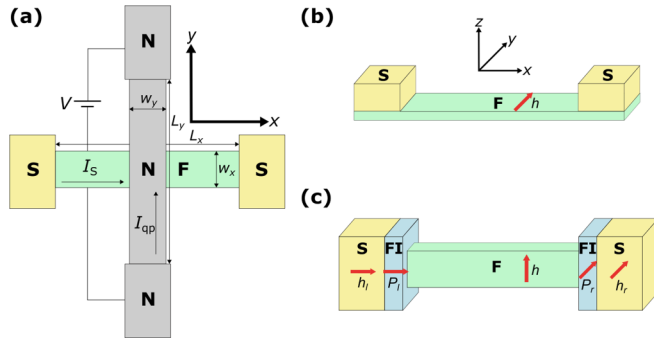 (a)
N
y
x
V
w_y
L_y
L_x
S
I_S
N
F
w_x
S
I_qp
N
(b)
z
y
x
S
S
F
h
(c)
S
FI
F
h
FI
S
h_l
P_l
P_r
h_r